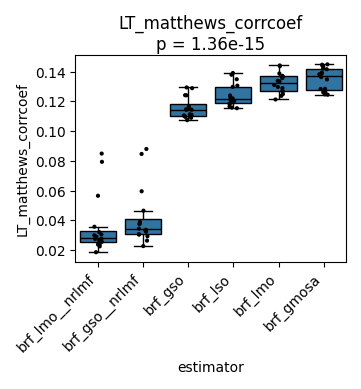 LT_matthews_corrcoef
p = 1.36e-15
LT_matthews_corrcoef
0.14
0.12
0.10
0.08
0.06
0.04
0.02
brf_lmo__nrlmf
brf_gso__nrlmf
brf_gso
brf_lso
brf_lmo
brf_gmosa
estimator